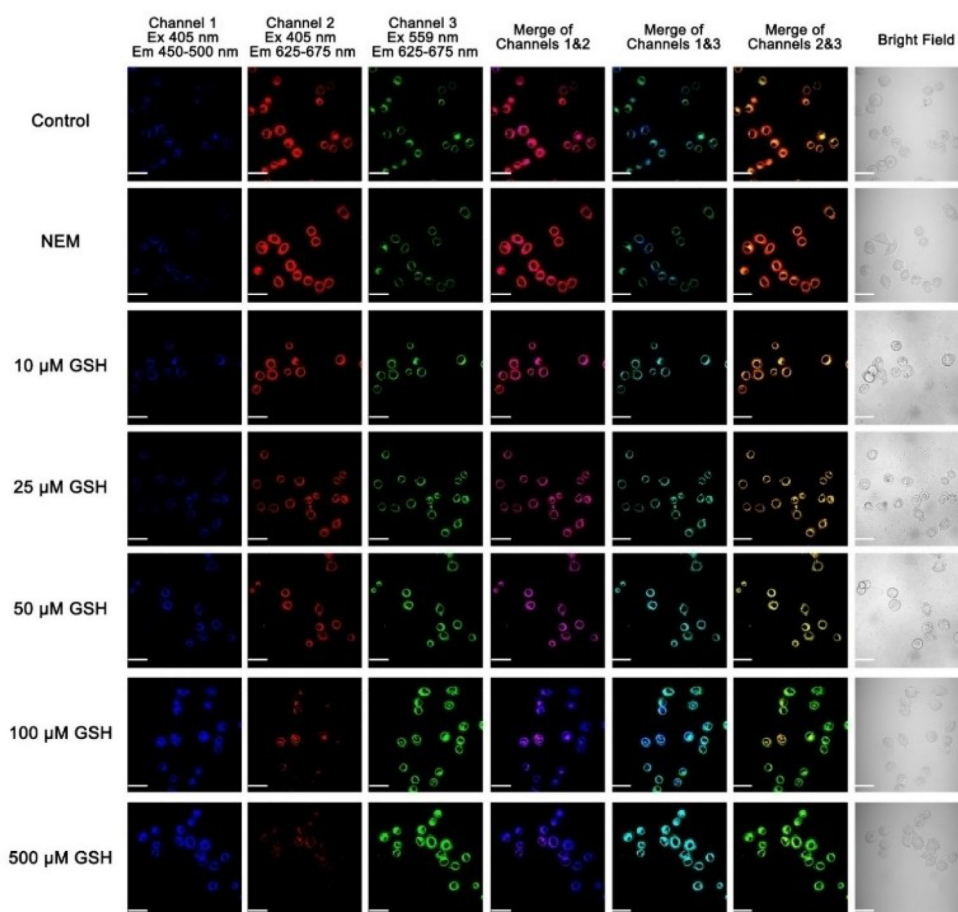 Channel 1
Ex 405 nm
Em 450-500 nm
Channel 2
Ex 405 nm
Em 625-675 nm
Channel 3
Ex 559 nm
Em 625-675 nm
Merge of
Channels 1&2
Merge of
Channels 1&3
Merge of
Channels 2&3
Bright Field
Control
NEM
10 μM GSH
25 μM GSH
50 μM GSH
100 μM GSH
500 μM GSH